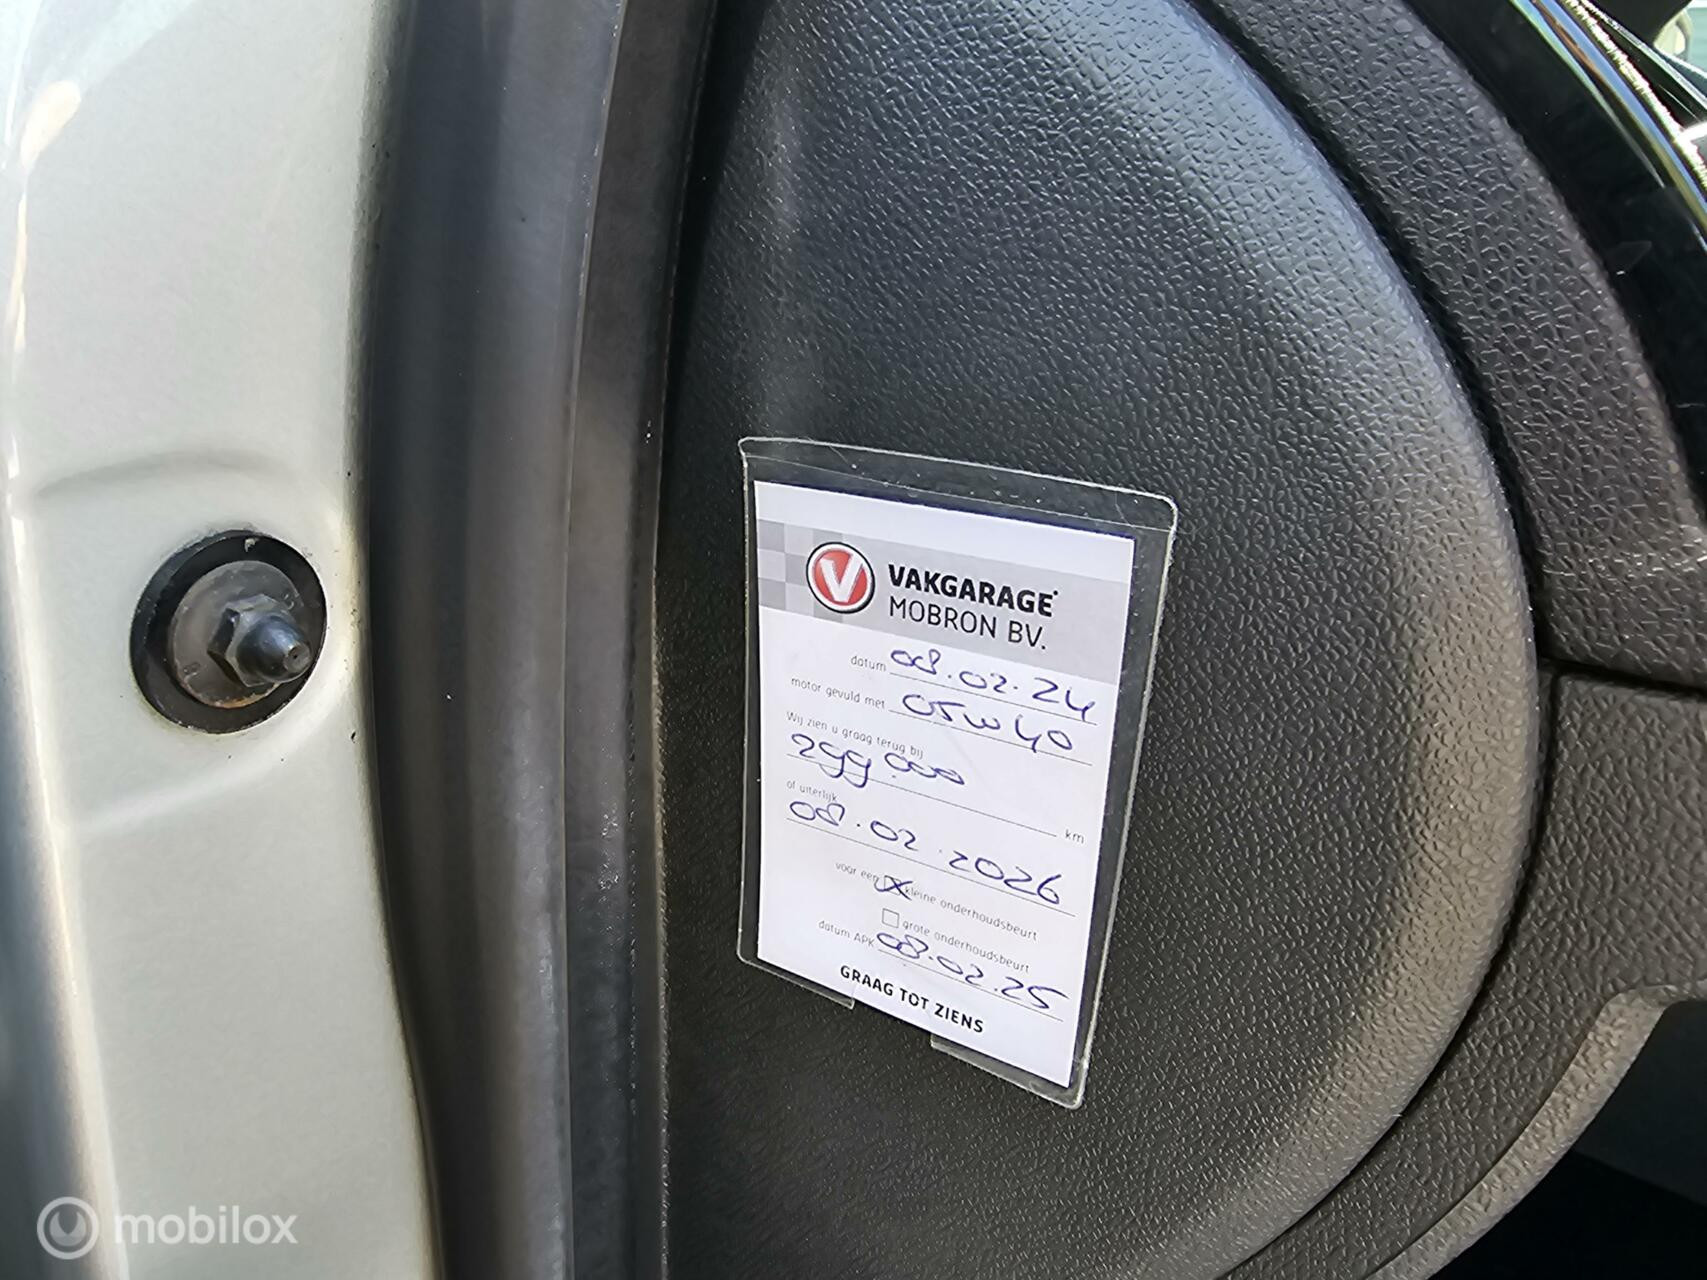 VAKGARAGE
MOBRON BV.
datum 08.02.24
motor gevuld met 05w40
Wij zien u graag terug bij
299.000 km
of uiterlijk
08.02.2026
voor een kleine onderhoudsbeurt
grote onderhoudsbeurt
datum APK 08.02.25
GRAAG TOT ZIENS
mobilox